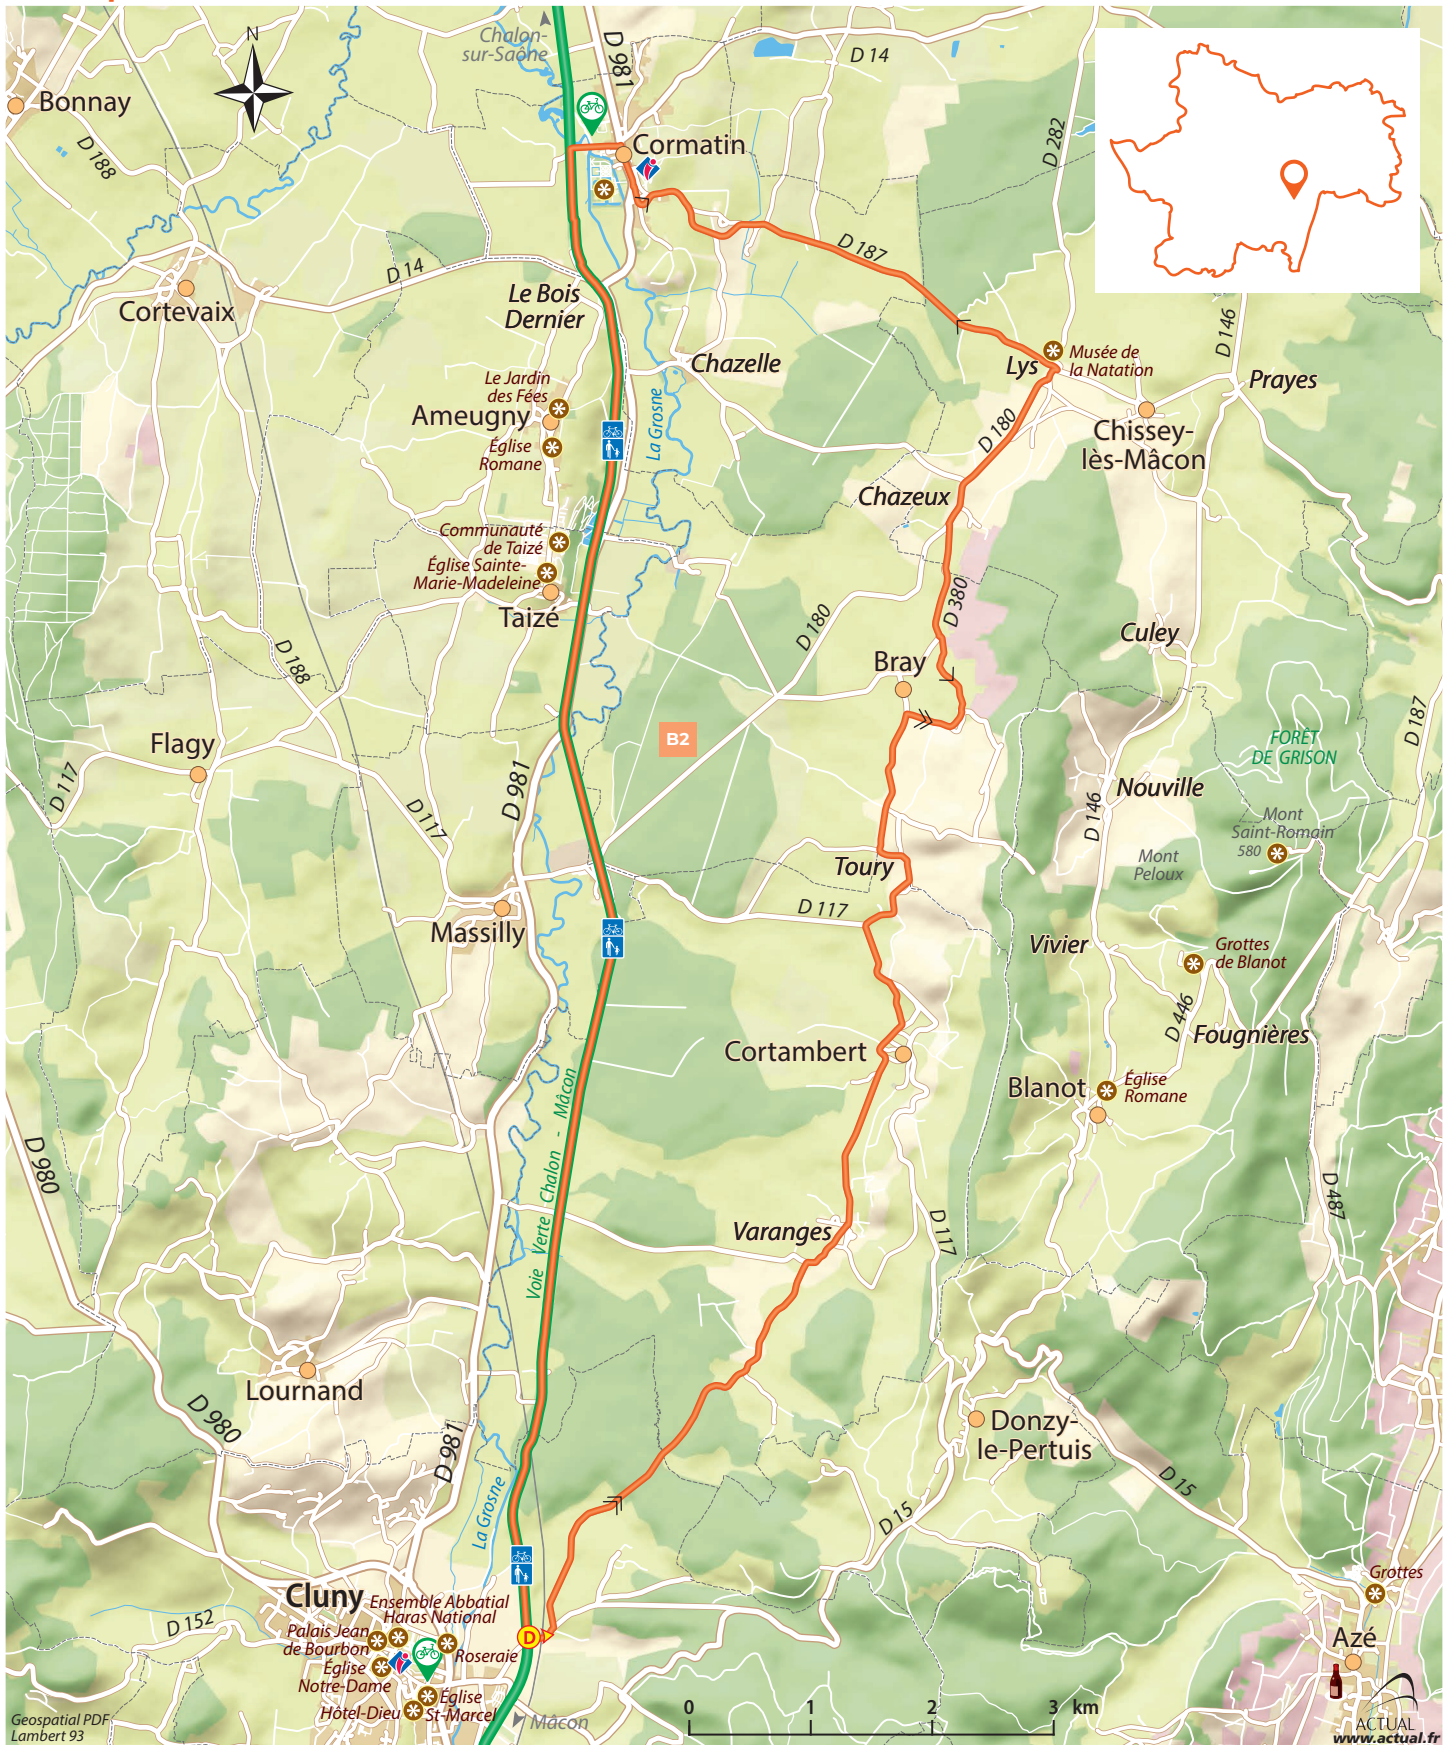 Chalon-
sur-Saône
D 981
D 14
N
Bonnay
D 188
Cormatin
D 282
D 187
D 14
Cortevaix
Le Bois
Dernier
Chazelle
Lys
Musée de
la Natation
D 146
Prayes
Le Jardin
des Fées
Ameugny
Église
Romane
La Grosne
D 180
Chissey-
lès-Mâcon
Chazeux
Communauté
de Taizé
Église Sainte-
Marie-Madeleine
Taizé
D 380
D 180
Culey
D 188
Bray
D 187
Flagy
B2
FORÊT
DE GRISON
D 117
D 981
D 117
Nouville
D 146
Mont
Saint-Romain
580
Mont
Peloux
Toury
D 117
Massilly
Vivier
Grottes
de Blanot
D 446
Fougnières
Cortambert
Blanot
Église
Romane
Voie Verte Chalon - Mâcon
D 980
D 487
Varanges
D 117
Lournand
D 980
D 981
Donzy-
le-Pertuis
D 15
D 15
La Grosne
Grottes
Cluny
Ensemble Abbatial
Haras National
D 152
Palais Jean
de Bourbon
D
Roseraie
Église
Notre-Dame
Azé
Église
St-Marcel
Hôtel-Dieu
Mâcon
0 1 2 3 km
Geospatial PDF
Lambert 93
ACTUAL
www.actual.fr